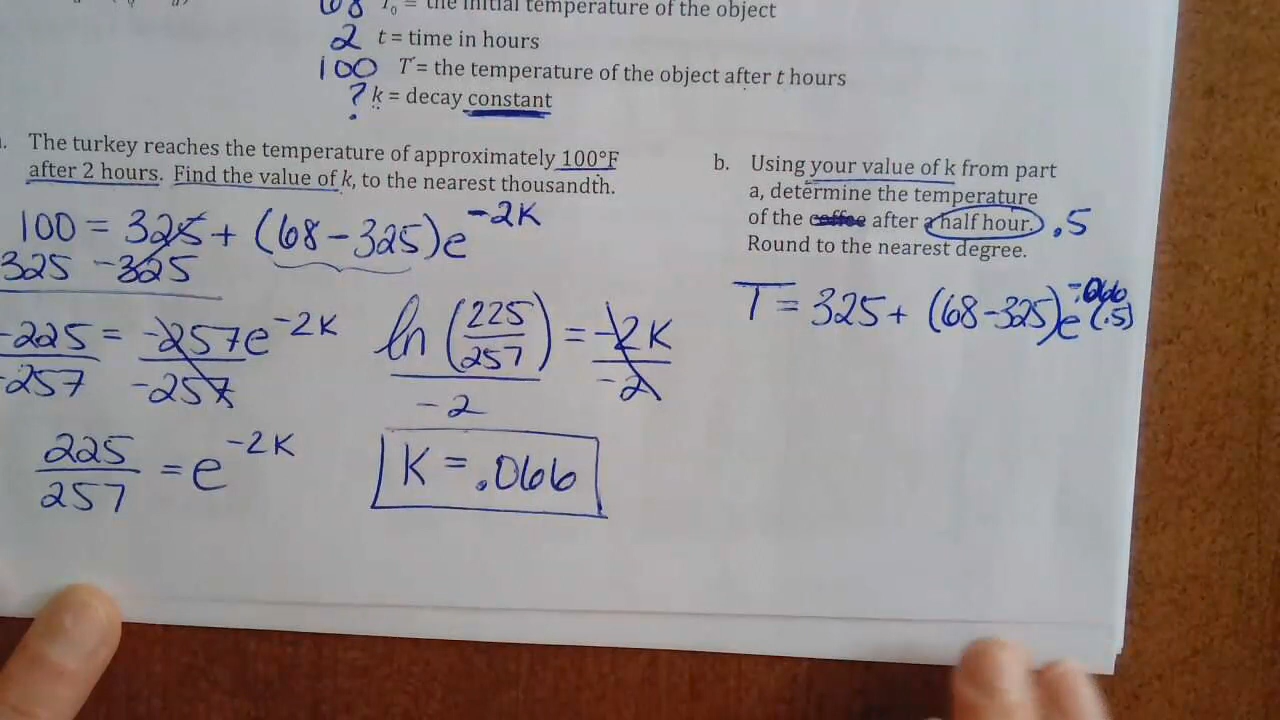 68 T₀ = the initial temperature of the object
2 t = time in hours
100 T = the temperature of the object after t hours
? k = decay constant
The turkey reaches the temperature of approximately 100°F
after 2 hours. Find the value of k, to the nearest thousandth.
100 = 325 + (68-325)e^-2K
325 -325
-225 = -257e^-2K
-257 -257
225/257 = e^-2K
ln(225/257) = -2K
-2 -2
K = .066
b. Using your value of k from part
a, determine the temperature
of the coffee after a half hour. .5
Round to the nearest degree.
T = 325 + (68-325)e^-.066(.5)